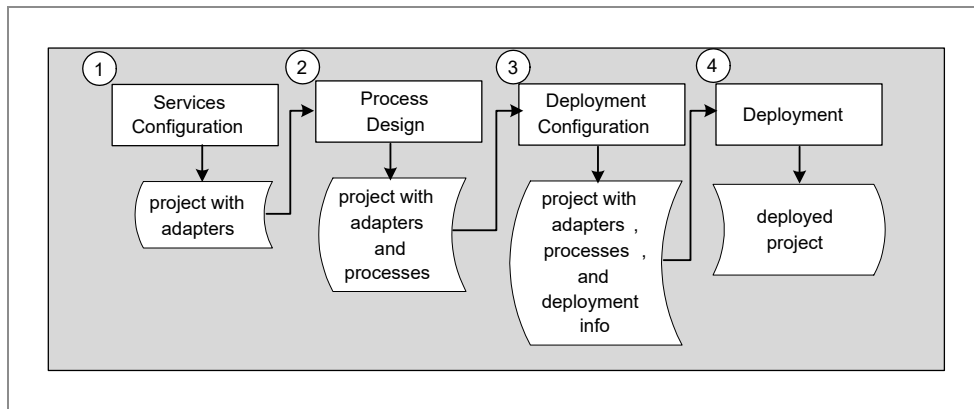 1
Services
Configuration
2
Process
Design
3
Deployment
Configuration
4
Deployment
project with
adapters
project with
adapters
and
processes
project with
adapters ,
processes ,
and
deployment
info
deployed
project